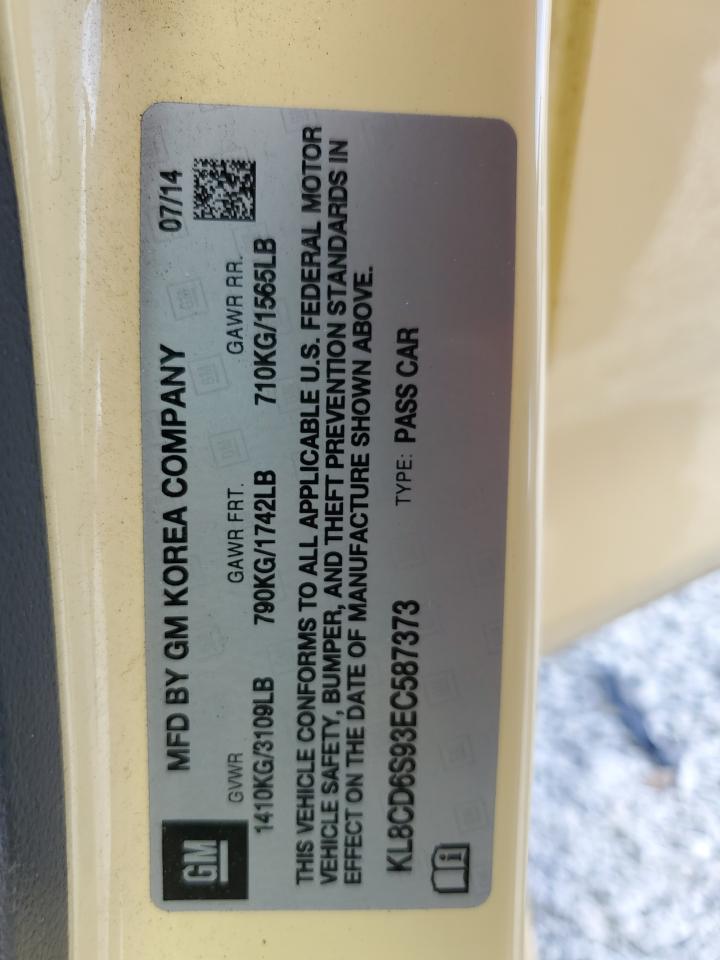 GM
MFD BY GM KOREA COMPANY 07/14
GVWR GAWR FRT. GAWR RR.
1410KG/3109LB 790KG/1742LB 710KG/1565LB
THIS VEHICLE CONFORMS TO ALL APPLICABLE U.S. FEDERAL MOTOR
VEHICLE SAFETY, BUMPER, AND THEFT PREVENTION STANDARDS IN
EFFECT ON THE DATE OF MANUFACTURE SHOWN ABOVE.
KL8CD6S93EC587373 TYPE: PASS CAR